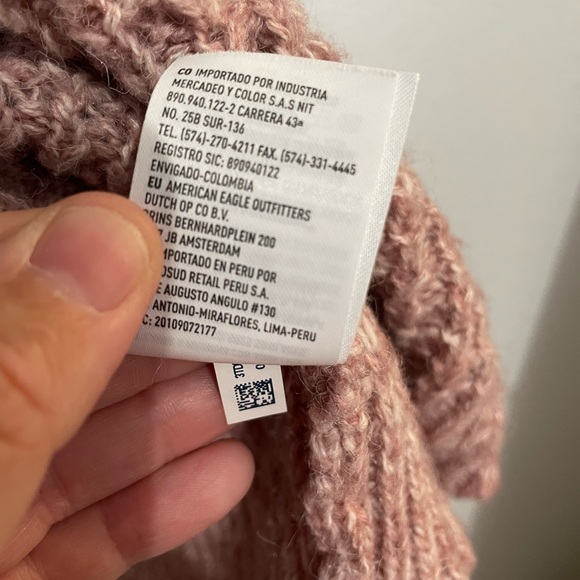 CO IMPORTADO POR INDUSTRIA
MERCADEO Y COLOR S.A.S NIT
890.940.122-2 CARRERA 43ª
NO. 25B SUR-136
TEL. (574)-270-4211 FAX. (574)-331-4445
REGISTRO SIC: 890940122
ENVIGADO-COLOMBIA
EU AMERICAN EAGLE OUTFITTERS
DUTCH OP CO B.V.
PRINS BERNHARDPLEIN 200
JB AMSTERDAM
IMPORTADO EN PERU POR
RETAIL PERU S.A.
AUGUSTO ANGULO #130
ANTONIO-MIRAFLORES, LIMA-PERU
C: 20109072177